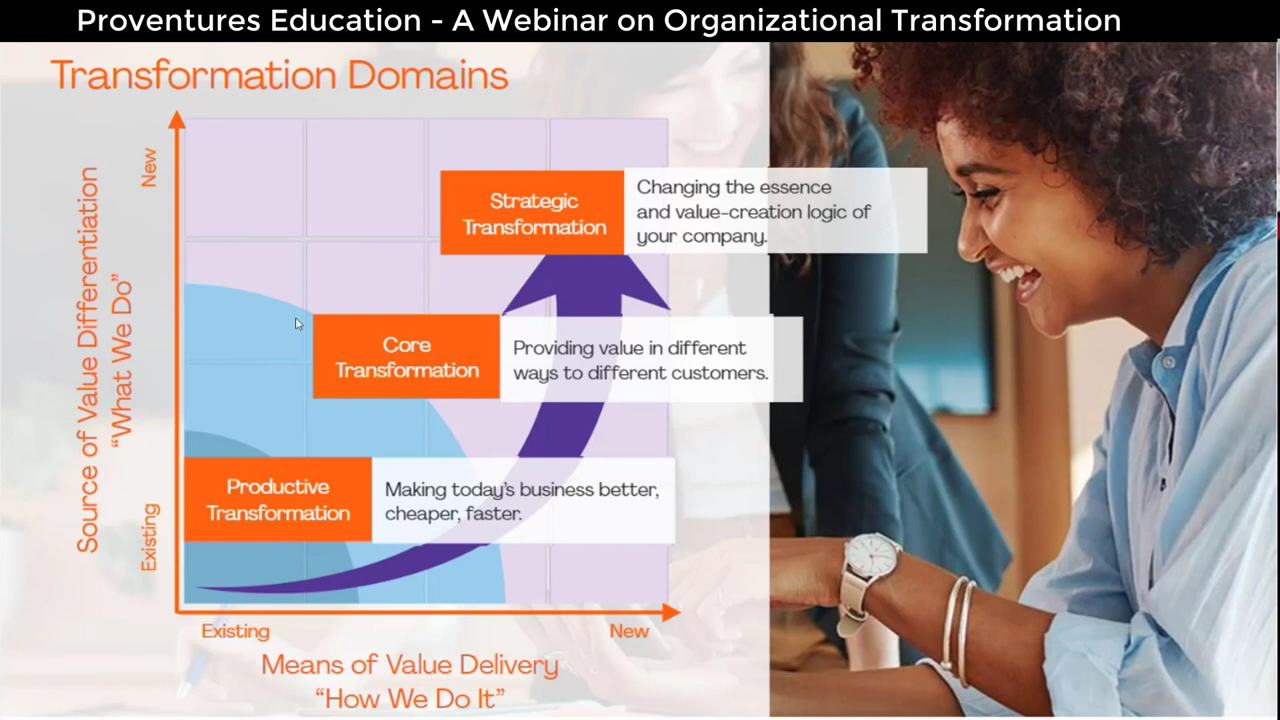 Proventures Education - A Webinar on Organizational Transformation
Transformation Domains
Source of Value Differentiation
“What We Do”
New
Existing
Strategic
Transformation
Changing the essence
and value-creation logic of
your company.
Core
Transformation
Providing value in different
ways to different customers.
Productive
Transformation
Making today's business better,
cheaper, faster.
Existing
New
Means of Value Delivery
“How We Do It”